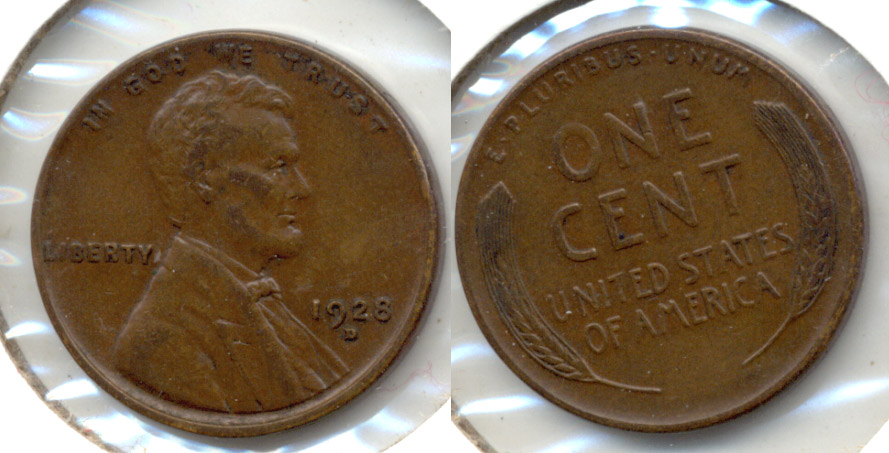 IN GOD WE TRUST
LIBERTY
1928
D
E·PLURIBUS·UNUM
ONE
CENT
UNITED STATES
OF AMERICA